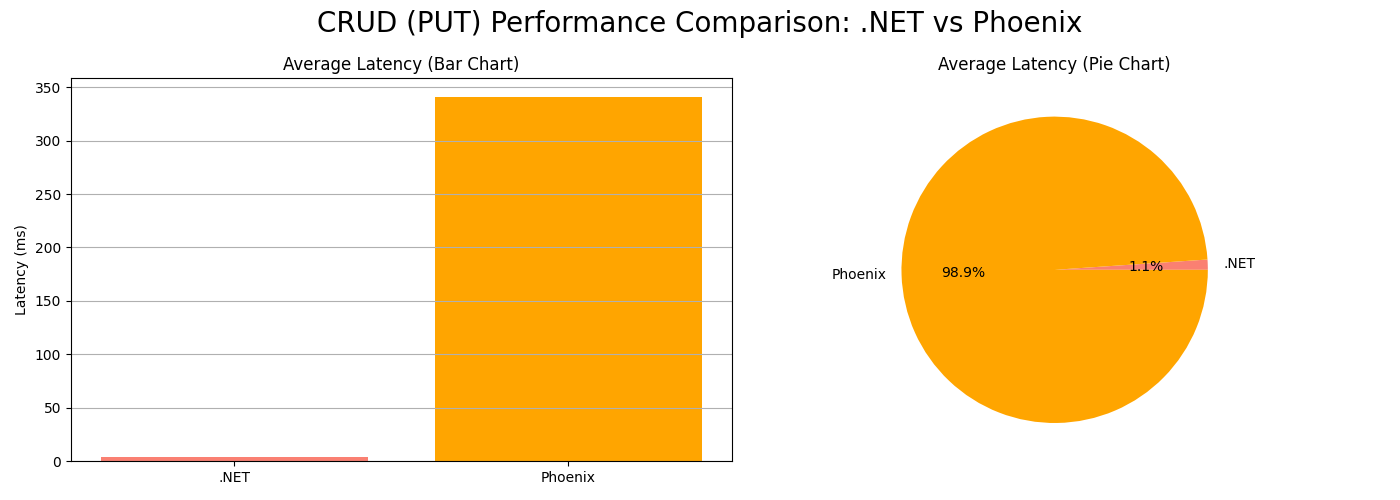 CRUD (PUT) Performance Comparison: .NET vs Phoenix
Average Latency (Bar Chart)
350
300
250
200
150
100
50
0
Latency (ms)
.NET
Phoenix
Average Latency (Pie Chart)
.NET
1.1%
Phoenix
98.9%